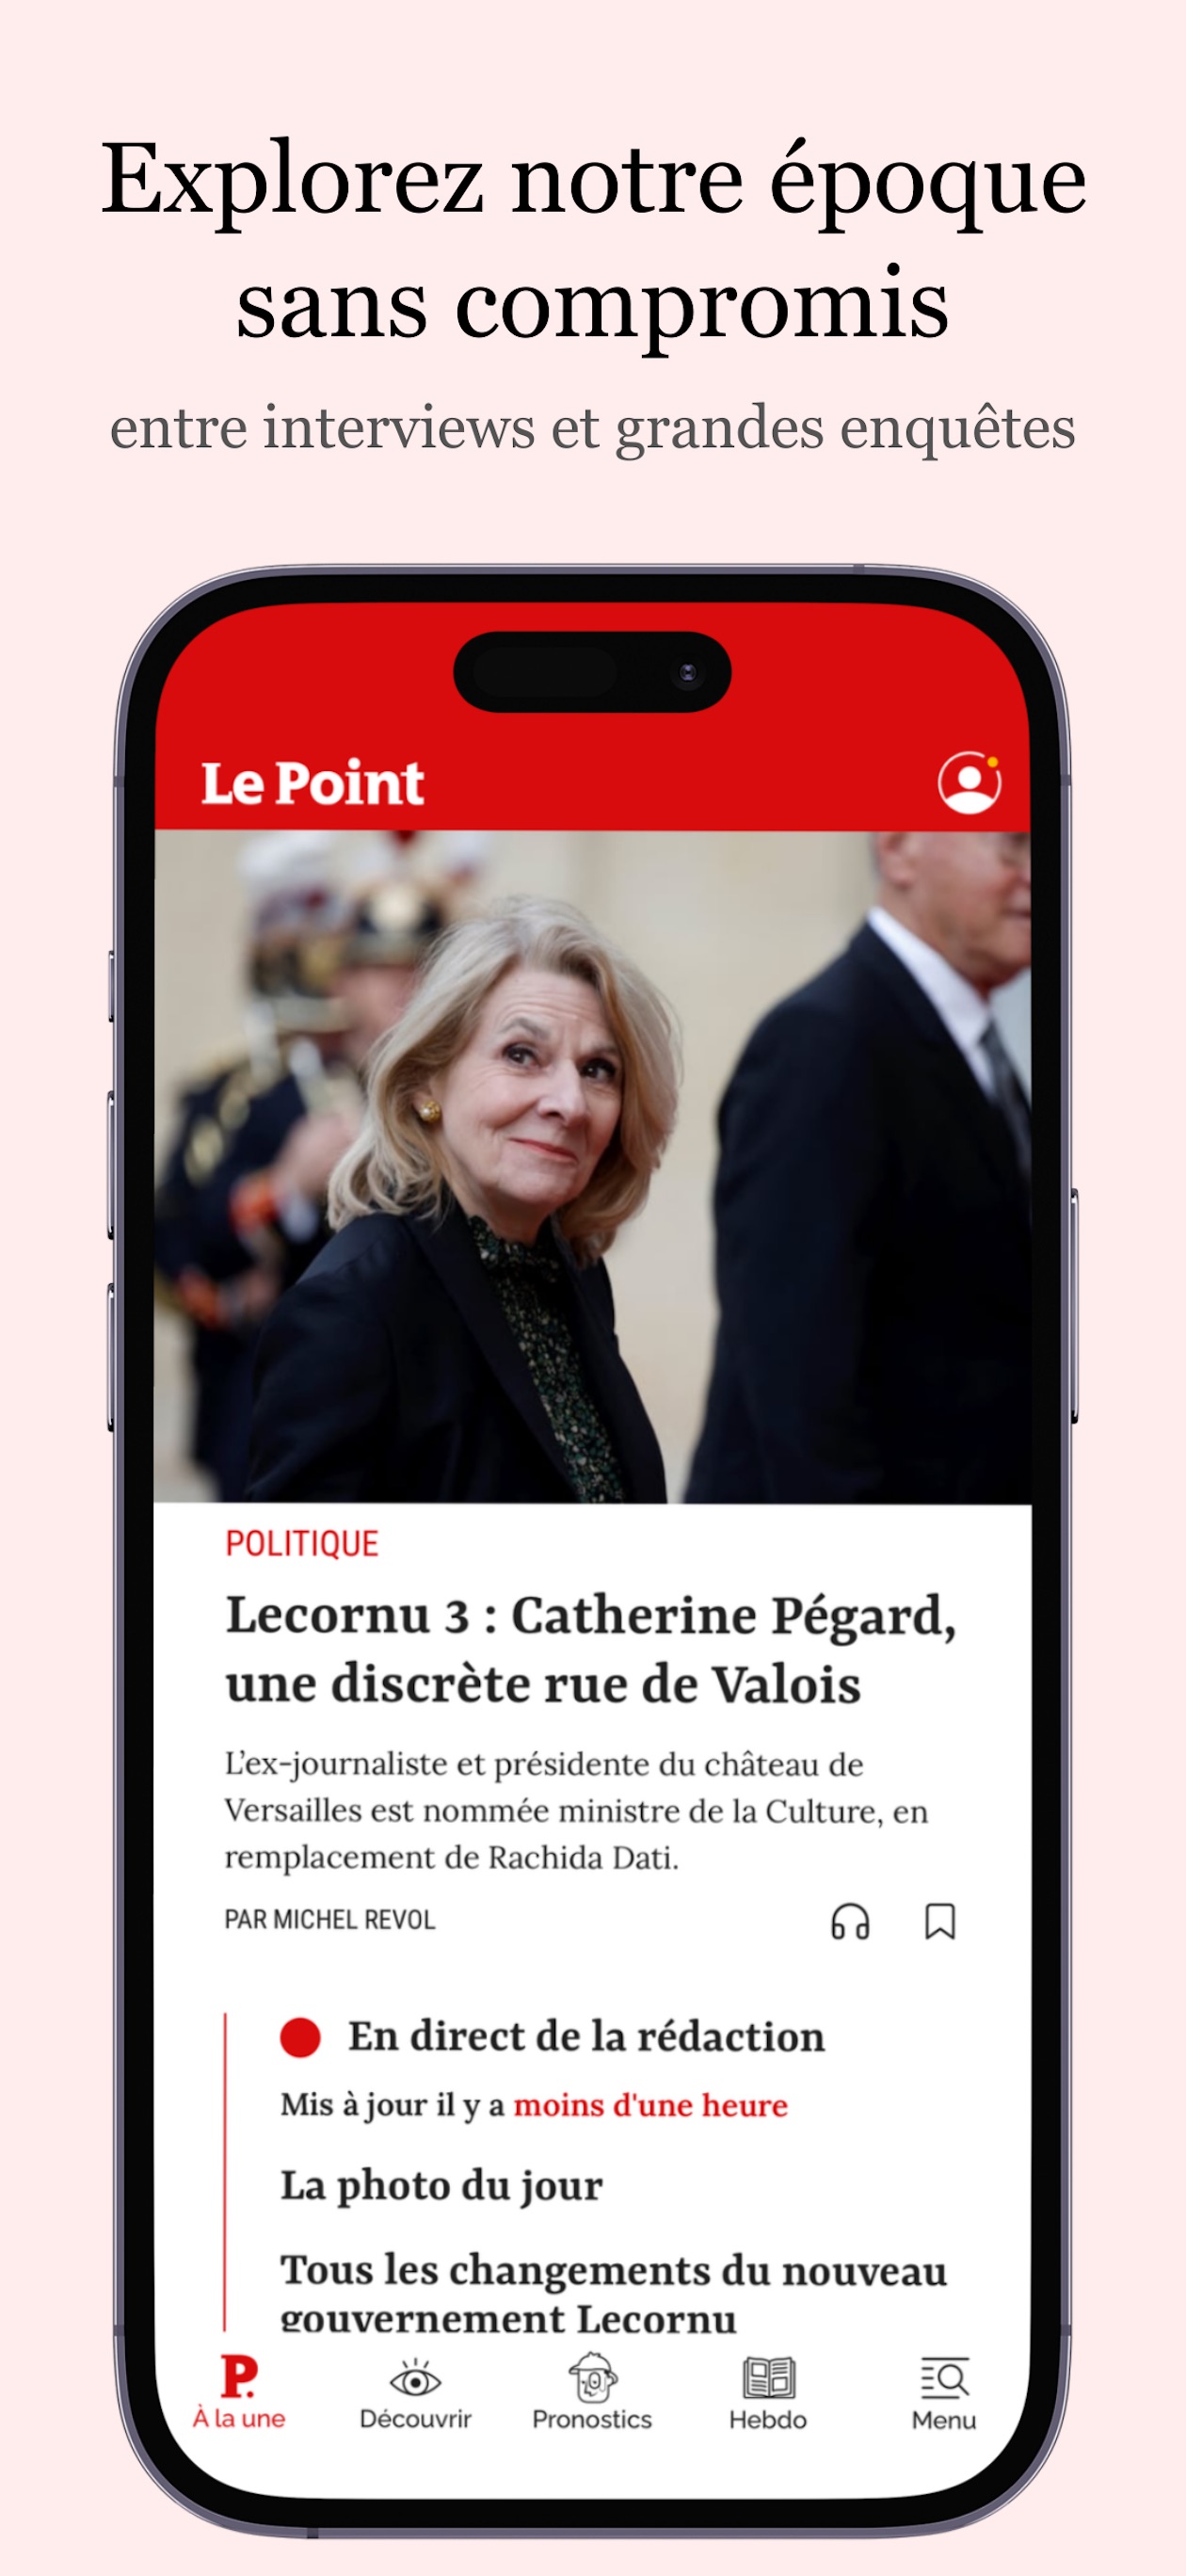 Explorez notre époque
sans compromis
entre interviews et grandes enquêtes
Le Point
POLITIQUE
Lecornu 3 : Catherine Pégard,
une discrète rue de Valois
L'ex-journaliste et présidente du château de
Versailles est nommée ministre de la Culture, en
remplacement de Rachida Dati.
PAR MICHEL REVOL
En direct de la rédaction
Mis à jour il y a moins d'une heure
La photo du jour
Tous les changements du nouveau
gouvernement Lecornu
P.
À la une
Découvrir
Pronostics
Hebdo
Menu